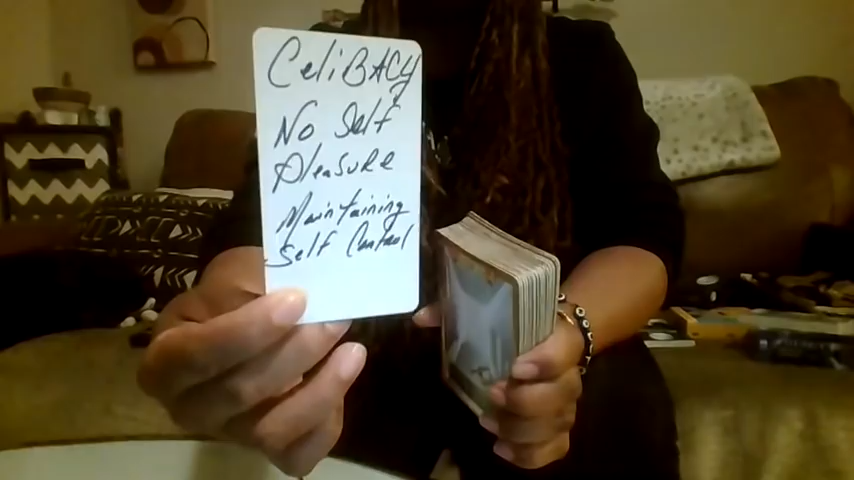 CeliBACy
No Self
Pleasure
Maintaining
Self Control